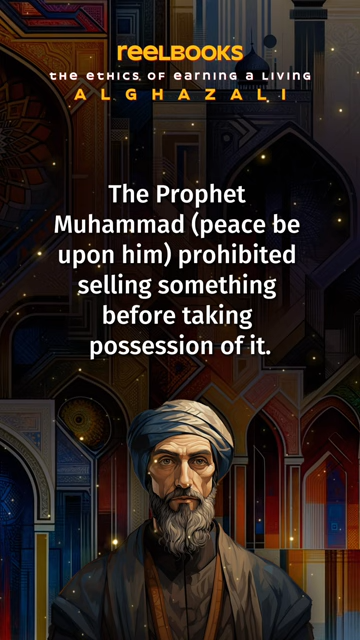 reelBOOKS
the ethics of earning a living
ALGHAZALI
The Prophet
Muhammad (peace be
upon him) prohibited
selling something
before taking
possession of it.